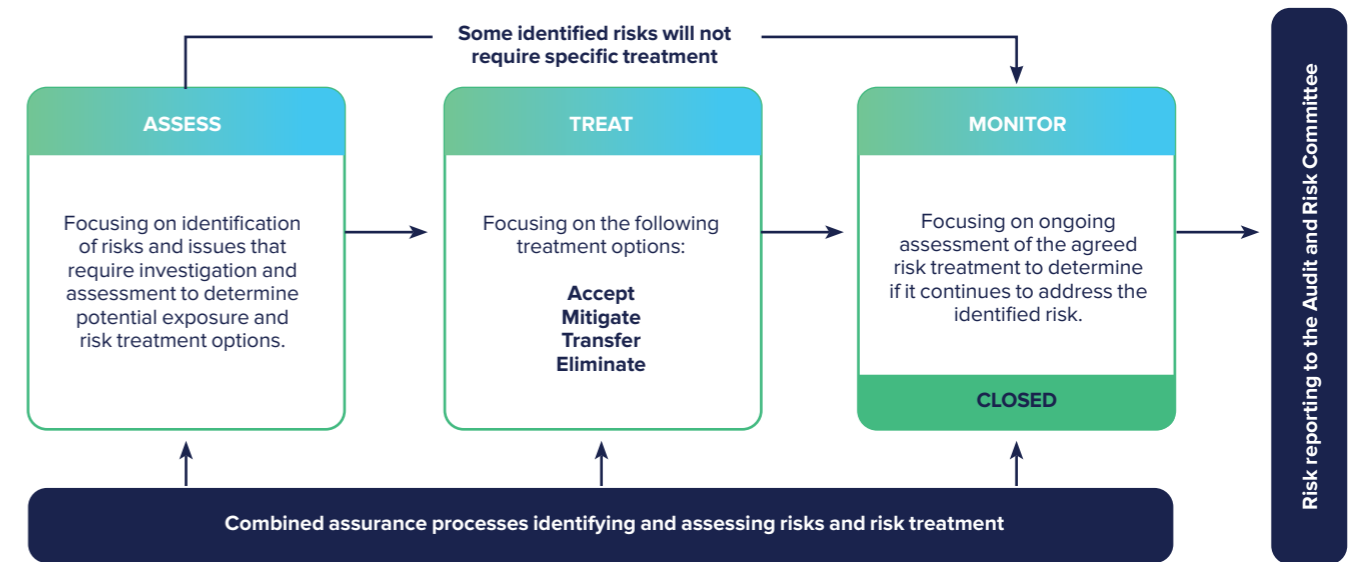 Some identified risks will not
require specific treatment
ASSESS
Focusing on identification
of risks and issues that
require investigation and
assessment to determine
potential exposure and
risk treatment options.
TREAT
Focusing on the following
treatment options:
Accept
Mitigate
Transfer
Eliminate
MONITOR
Focusing on ongoing
assessment of the agreed
risk treatment to determine
if it continues to address the
identified risk.
CLOSED
Combined assurance processes identifying and assessing risks and risk treatment
Risk reporting to the Audit and Risk Committee